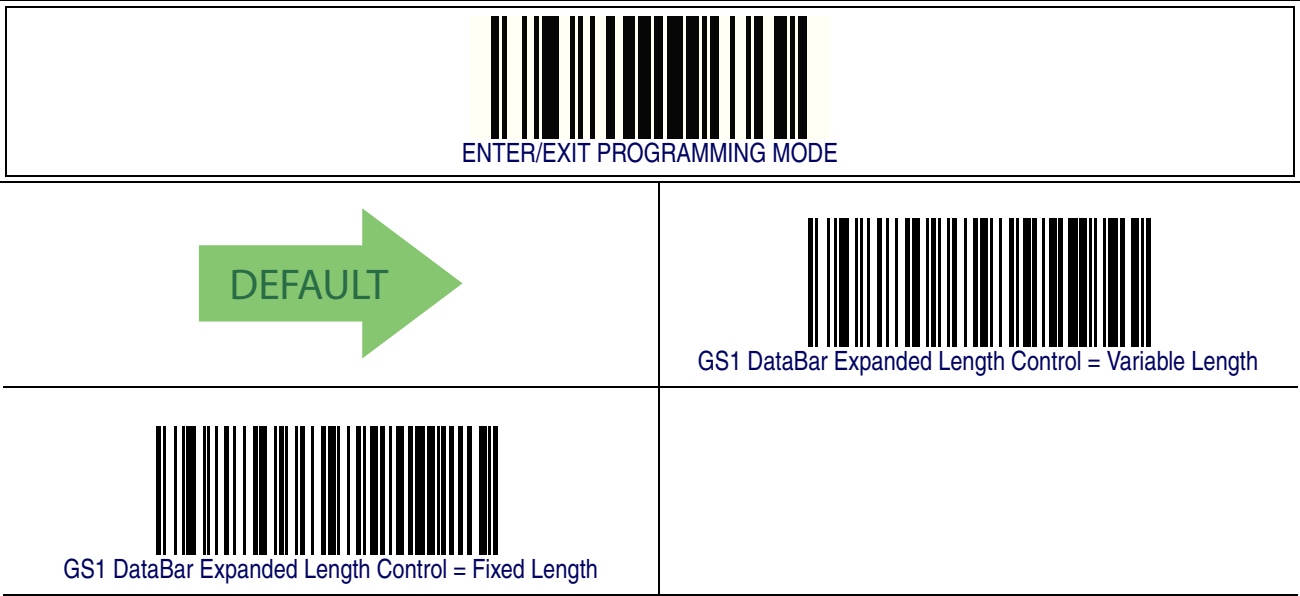 ENTER/EXIT PROGRAMMING MODE
DEFAULT
GS1 DataBar Expanded Length Control = Variable Length
GS1 DataBar Expanded Length Control = Fixed Length